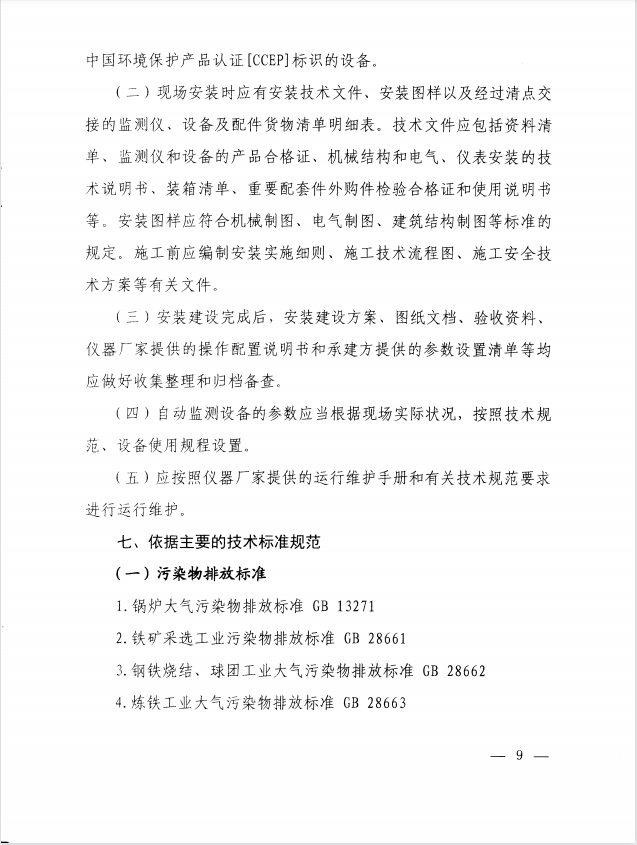 中国环境保护产品认证[CCEP]标识的设备。
（二）现场安装时应有安装技术文件、安装图样以及经过清点交
接的监测仪、设备及配件货物清单明细表。技术文件应包括资料清
单、监测仪和设备的产品合格证、机械结构和电气、仪表安装的技
术说明书、装箱清单、重要配套件外购件检验合格证和使用说明书
等。安装图样应符合机械制图、电气制图、建筑结构制图等标准的
规定。施工前应编制安装实施细则、施工技术流程图、施工安全技
术方案等有关文件。
（三）安装建设完成后，安装建设方案、图纸文档、验收资料、
仪器厂家提供的操作配置说明书和承建方提供的参数设置清单等均
应做好收集整理和归档备查。
（四）自动监测设备的参数应当根据现场实际状况，按照技术规
范、设备使用规程设置。
（五）应按照仪器厂家提供的运行维护手册和有关技术规范要求
进行运行维护。
七、依据主要的技术标准规范
（一）污染物排放标准
1.锅炉大气污染物排放标准 GB 13271
2.铁矿采选工业污染物排放标准 GB 28661
3.钢铁烧结、球团工业大气污染物排放标准 GB 28662
4.炼铁工业大气污染物排放标准 GB 28663
— 9 —